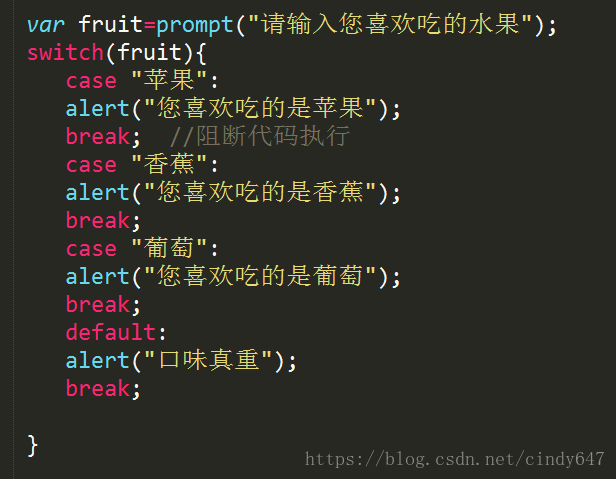 var fruit=prompt("请输入您喜欢吃的水果");
switch(fruit){
case "苹果":
alert("您喜欢吃的是苹果");
break;  //阻断代码执行
case "香蕉":
alert("您喜欢吃的是香蕉");
break;
case "葡萄":
alert("您喜欢吃的是葡萄");
break;
default:
alert("口味真重");
break;
}
https://blog.csdn.net/cindy647